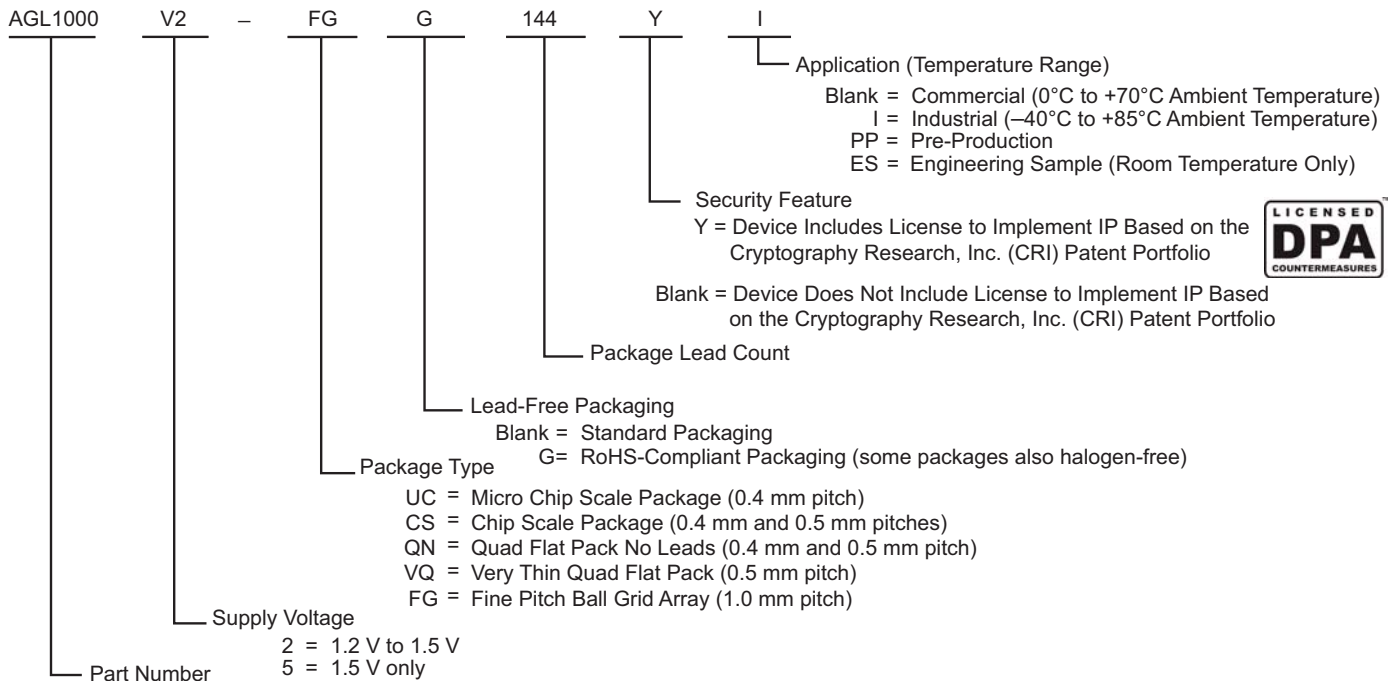 AGL1000 V2 – FG G 144 Y I
Application (Temperature Range)
Blank = Commercial (0°C to +70°C Ambient Temperature)
I = Industrial (–40°C to +85°C Ambient Temperature)
PP = Pre-Production
ES = Engineering Sample (Room Temperature Only)
Security Feature
Y = Device Includes License to Implement IP Based on the
Cryptography Research, Inc. (CRI) Patent Portfolio
LICENSED
DPA
COUNTERMEASURES
™
Blank = Device Does Not Include License to Implement IP Based
on the Cryptography Research, Inc. (CRI) Patent Portfolio
Package Lead Count
Lead-Free Packaging
Blank = Standard Packaging
G= RoHS-Compliant Packaging (some packages also halogen-free)
Package Type
UC = Micro Chip Scale Package (0.4 mm pitch)
CS = Chip Scale Package (0.4 mm and 0.5 mm pitches)
QN = Quad Flat Pack No Leads (0.4 mm and 0.5 mm pitch)
VQ = Very Thin Quad Flat Pack (0.5 mm pitch)
FG = Fine Pitch Ball Grid Array (1.0 mm pitch)
Supply Voltage
2 = 1.2 V to 1.5 V
5 = 1.5 V only
Part Number